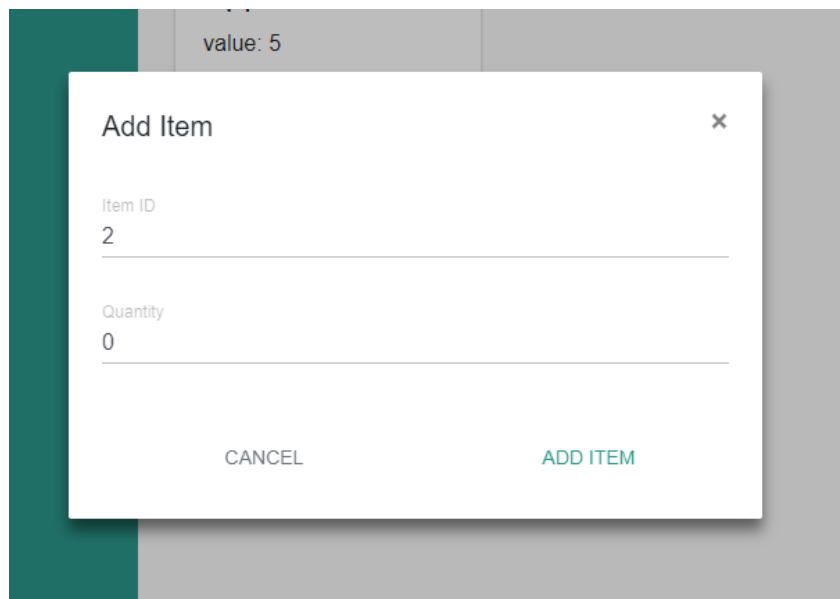 value: 5
Add Item
×
Item ID
2
Quantity
0
CANCEL
ADD ITEM